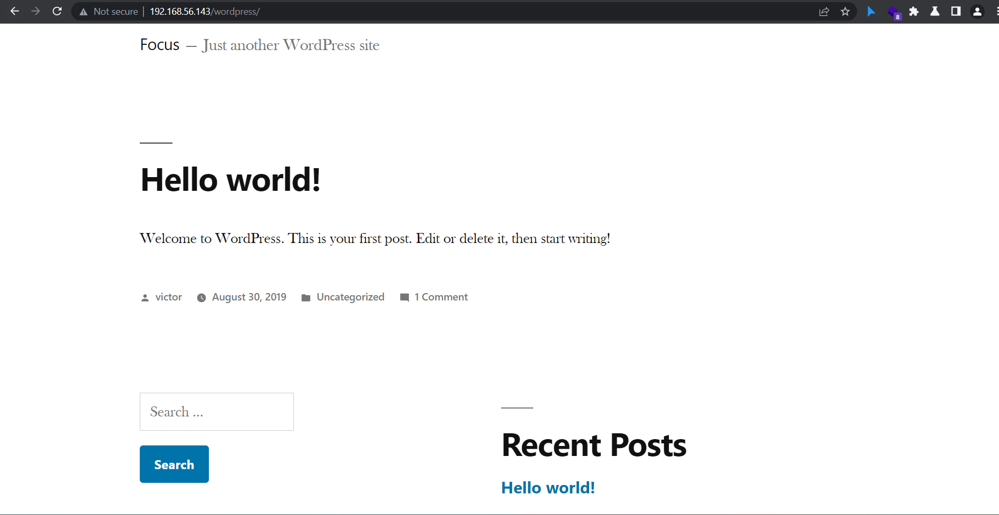 Not secure | 192.168.56.143/wordpress/
8
Focus — Just another WordPress site
Hello world!
Welcome to WordPress. This is your first post. Edit or delete it, then start writing!
victor August 30, 2019 Uncategorized 1 Comment
Search …
Search
Recent Posts
Hello world!